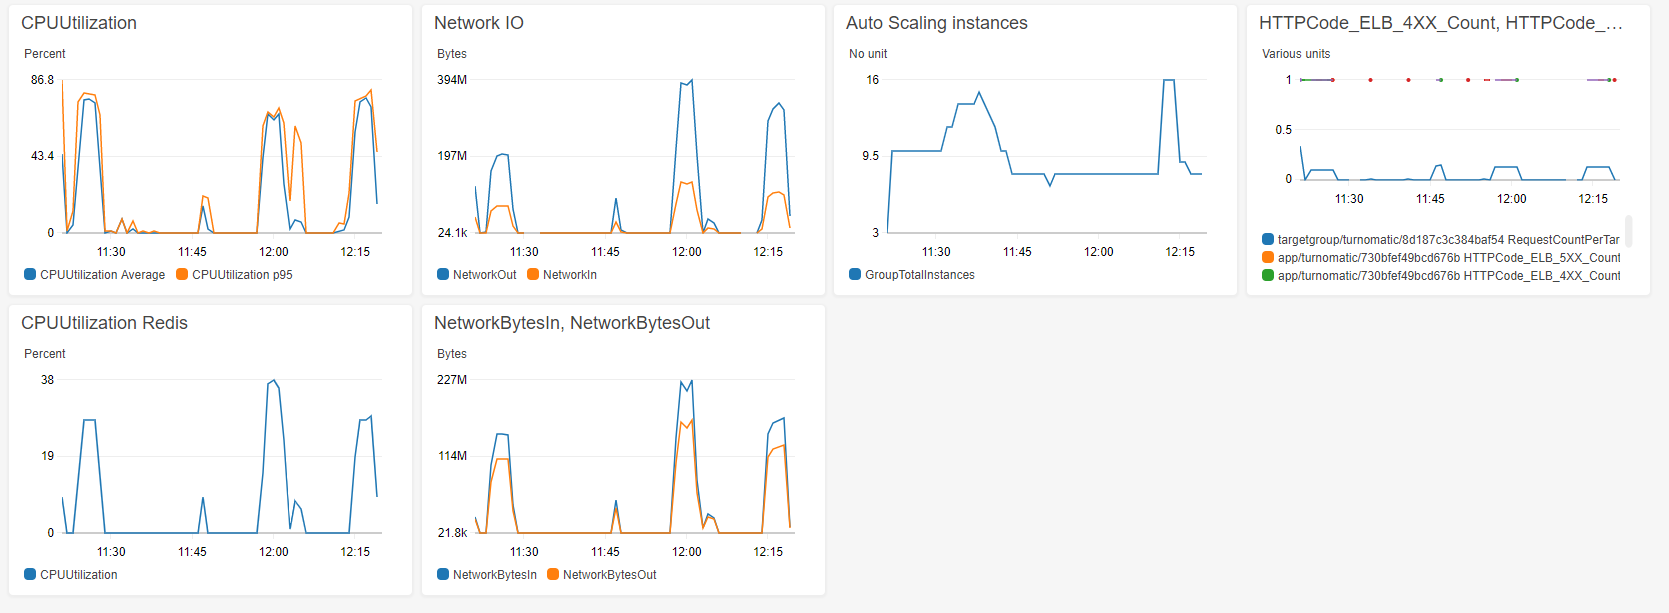 CPUUtilization
Percent
86.8
43.4
0
11:30 11:45 12:00 12:15
CPUUtilization Average CPUUtilization p95
Network IO
Bytes
394M
197M
24.1k
11:30 11:45 12:00 12:15
NetworkOut NetworkIn
Auto Scaling instances
No unit
16
9.5
3
11:30 11:45 12:00 12:15
GroupTotalInstances
HTTPCode_ELB_4XX_Count, HTTPCode_...
Various units
1
0.5
0
11:30 11:45 12:00 12:15
targetgroup/turnomatic/8d187c3c384baf54 RequestCountPerTar
app/turnomatic/730bfef49bcd676b HTTPCode_ELB_5XX_Count
app/turnomatic/730bfef49bcd676b HTTPCode_ELB_4XX_Count
CPUUtilization Redis
Percent
38
19
0
11:30 11:45 12:00 12:15
CPUUtilization
NetworkBytesIn, NetworkBytesOut
Bytes
227M
114M
21.8k
11:30 11:45 12:00 12:15
NetworkBytesIn NetworkBytesOut